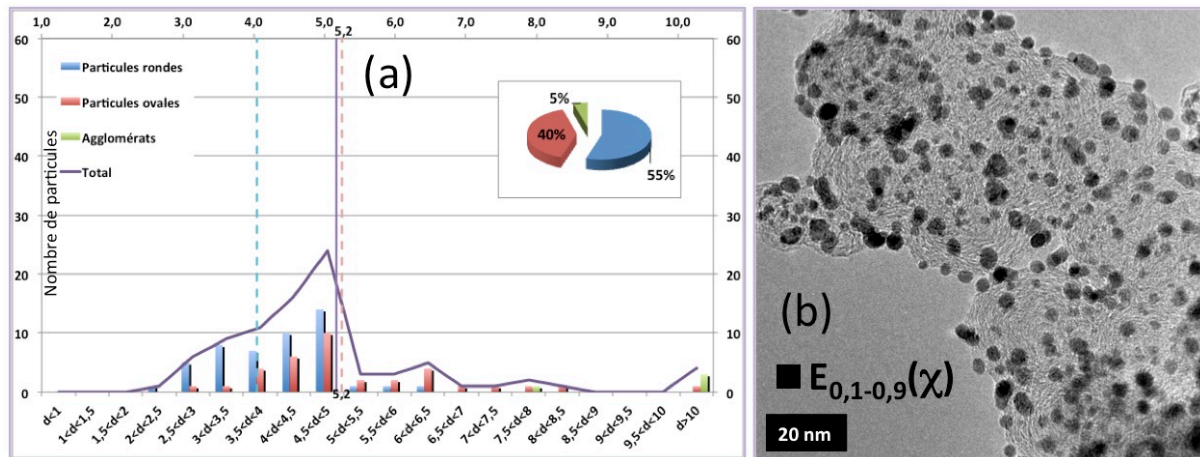 1,0 2,0 3,0 4,0 5,0 6,0 7,0 8,0 9,0 10,0
5,2
60 60
50 50
40 40
30 30
20 20
10 10
0 0
Nombre de particules
Particules rondes
Particules ovales
Agglomérats
Total
(a)
5%
40%
55%
5,2
d<1
1<d<1,5
1,5<d<2
2<d<2,5
2,5<d<3
3<d<3,5
3,5<d<4
4<d<4,5
4,5<d<5
5<d<5,5
5,5<d<6
6<d<6,5
6,5<d<7
7<d<7,5
7,5<d<8
8<d<8,5
8,5<d<9
9<d<9,5
9,5<d<10
d>10
(b)
E0,1-0,9(χ)
20 nm